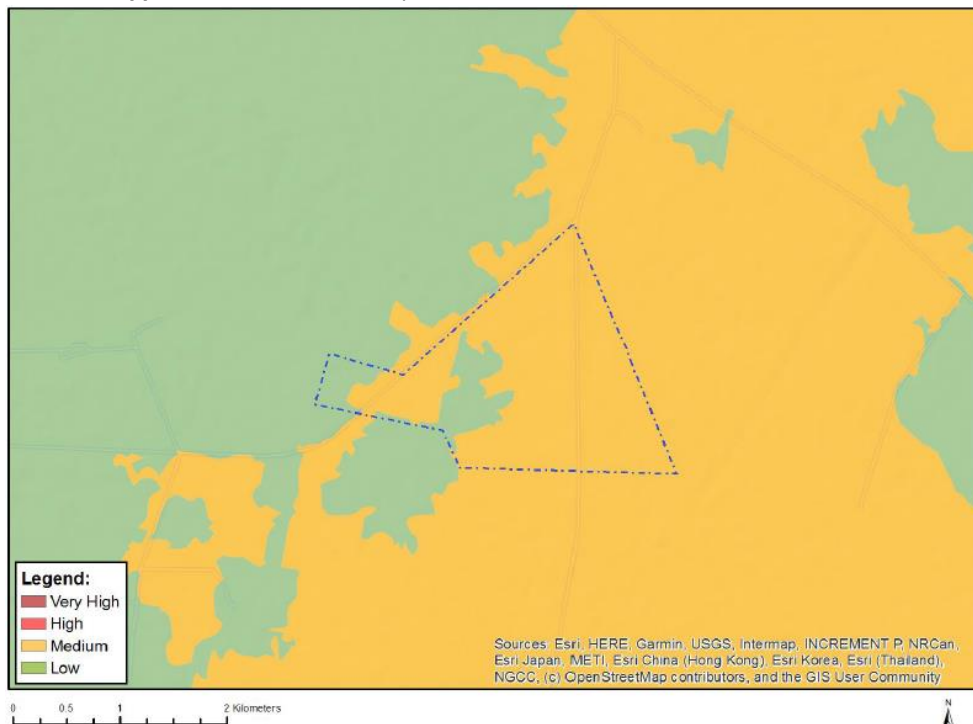 Legend:
Very High
High
Medium
Low
Sources: Esri, HERE, Garmin, USGS, Intermap, INCREMENT P, NRCan,
Esri Japan, METI, Esri China (Hong Kong), Esri Korea, Esri (Thailand),
NGCC, (c) OpenStreetMap contributors, and the GIS User Community
0 0.5 1 2 Kilometers
N